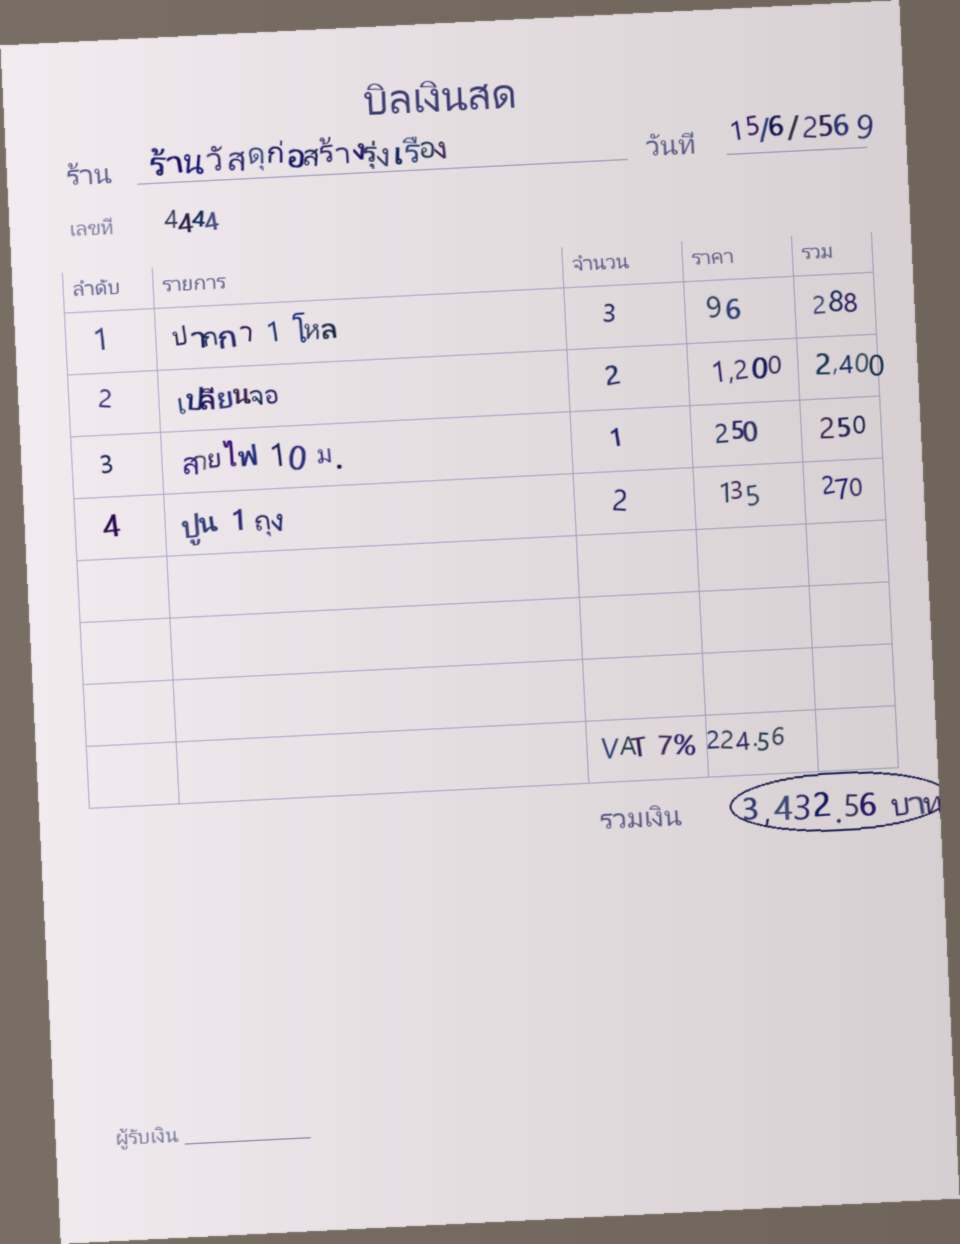 บิลเงินสด
ร้าน ร้านวัสดุก่อสร้างรุ่งเรือง วันที่ 15/6/2569
เลขที่ 4444
ลำดับ รายการ จำนวน ราคา รวม
1 ปากกา 1 โหล 3 96 288
2 เปลี่ยนจอ 2 1,200 2,400
3 สายไฟ 10 ม. 1 250 250
4 ปูน 1 ถุง 2 135 270
VAT 7% 224.56
รวมเงิน 3,432.56 บาท
ผู้รับเงิน